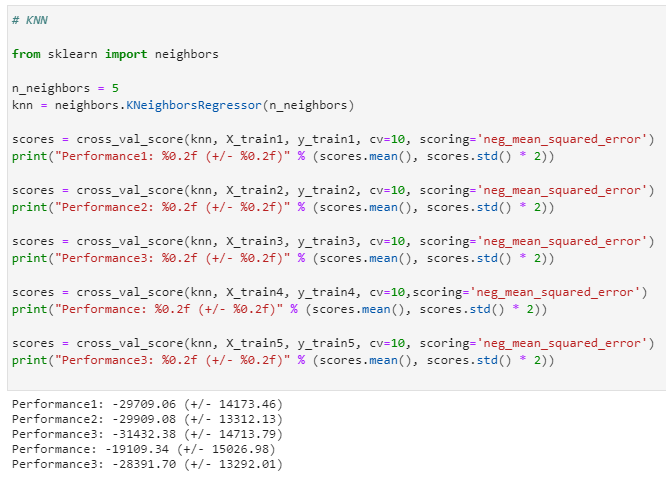 # KNN
from sklearn import neighbors
n_neighbors = 5
knn = neighbors.KNeighborsRegressor(n_neighbors)
scores = cross_val_score(knn, X_train1, y_train1, cv=10, scoring='neg_mean_squared_error')
print("Performance1: %0.2f (+/- %0.2f)" % (scores.mean(), scores.std() * 2))
scores = cross_val_score(knn, X_train2, y_train2, cv=10, scoring='neg_mean_squared_error')
print("Performance2: %0.2f (+/- %0.2f)" % (scores.mean(), scores.std() * 2))
scores = cross_val_score(knn, X_train3, y_train3, cv=10, scoring='neg_mean_squared_error')
print("Performance3: %0.2f (+/- %0.2f)" % (scores.mean(), scores.std() * 2))
scores = cross_val_score(knn, X_train4, y_train4, cv=10,scoring='neg_mean_squared_error')
print("Performance: %0.2f (+/- %0.2f)" % (scores.mean(), scores.std() * 2))
scores = cross_val_score(knn, X_train5, y_train5, cv=10, scoring='neg_mean_squared_error')
print("Performance3: %0.2f (+/- %0.2f)" % (scores.mean(), scores.std() * 2))
Performance1: -29709.06 (+/- 14173.46)
Performance2: -29909.08 (+/- 13312.13)
Performance3: -31432.38 (+/- 14713.79)
Performance: -19109.34 (+/- 15026.98)
Performance3: -28391.70 (+/- 13292.01)